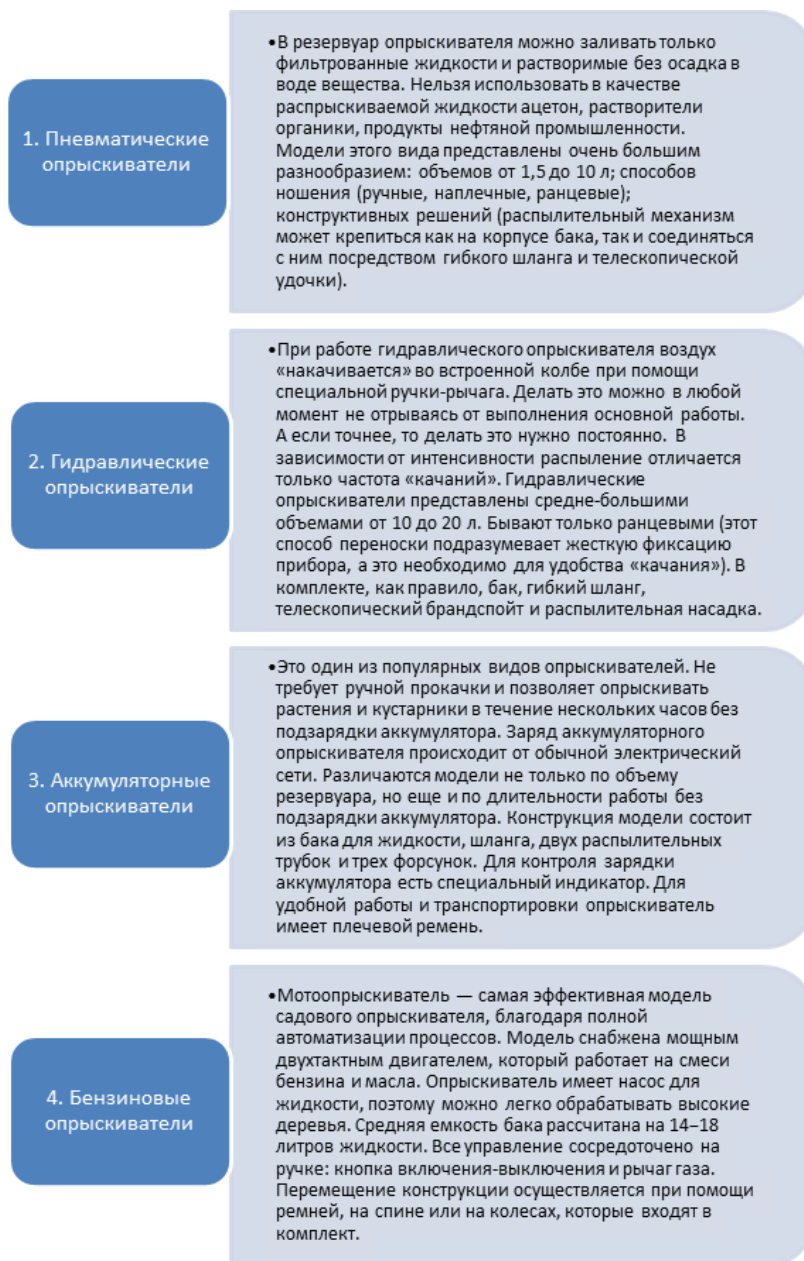 1. Пневматические
опрыскиватели
•В резервуар опрыскивателя можно заливать только
фильтрованные жидкости и растворимые без осадка в
воде вещества. Нельзя использовать в качестве
распрыскиваемой жидкости ацетон, растворители
органики, продукты нефтяной промышленности.
Модели этого вида представлены очень большим
разнообразием: объемов от 1,5 до 10 л; способов
ношения (ручные, наплечные, ранцевые);
конструктивных решений (распылительный механизм
может крепиться как на корпусе бака, так и соединяться
с ним посредством гибкого шланга и телескопической
удочки).
2. Гидравлические
опрыскиватели
•При работе гидравлического опрыскивателя воздух
«накачивается» во встроенной колбе при помощи
специальной ручки-рычага. Делать это можно в любой
момент не отрываясь от выполнения основной работы.
А если точнее, то делать это нужно постоянно. В
зависимости от интенсивности распыление отличается
только частота «качаний». Гидравлические
опрыскиватели представлены средне-большими
объемами от 10 до 20 л. Бывают только ранцевыми (этот
способ переноски подразумевает жесткую фиксацию
прибора, а это необходимо для удобства «качания»). В
комплекте, как правило, бак, гибкий шланг,
телескопический брандспойт и распылительная насадка.
3. Аккумуляторные
опрыскиватели
•Это один из популярных видов опрыскивателей. Не
требует ручной прокачки и позволяет опрыскивать
растения и кустарники в течение нескольких часов без
подзарядки аккумулятора. Заряд аккумуляторного
опрыскивателя происходит от обычной электрический
сети. Различаются модели не только по объему
резервуара, но еще и по длительности работы без
подзарядки аккумулятора. Конструкция модели состоит
из бака для жидкости, шланга, двух распылительных
трубок и трех форсунок. Для контроля зарядки
аккумулятора есть специальный индикатор. Для
удобной работы и транспортировки опрыскиватель
имеет плечевой ремень.
4. Бензиновые
опрыскиватели
•Мотоопрыскиватель — самая эффективная модель
садового опрыскивателя, благодаря полной
автоматизации процессов. Модель снабжена мощным
двухтактным двигателем, который работает на смеси
бензина и масла. Опрыскиватель имеет насос для
жидкости, поэтому можно легко обрабатывать высокие
деревья. Средняя емкость бака рассчитана на 14–18
литров жидкости. Все управление сосредоточено на
ручке: кнопка включения-выключения и рычаг газа.
Перемещение конструкции осуществляется при помощи
ремней, на спине или на колесах, которые входят в
комплект.